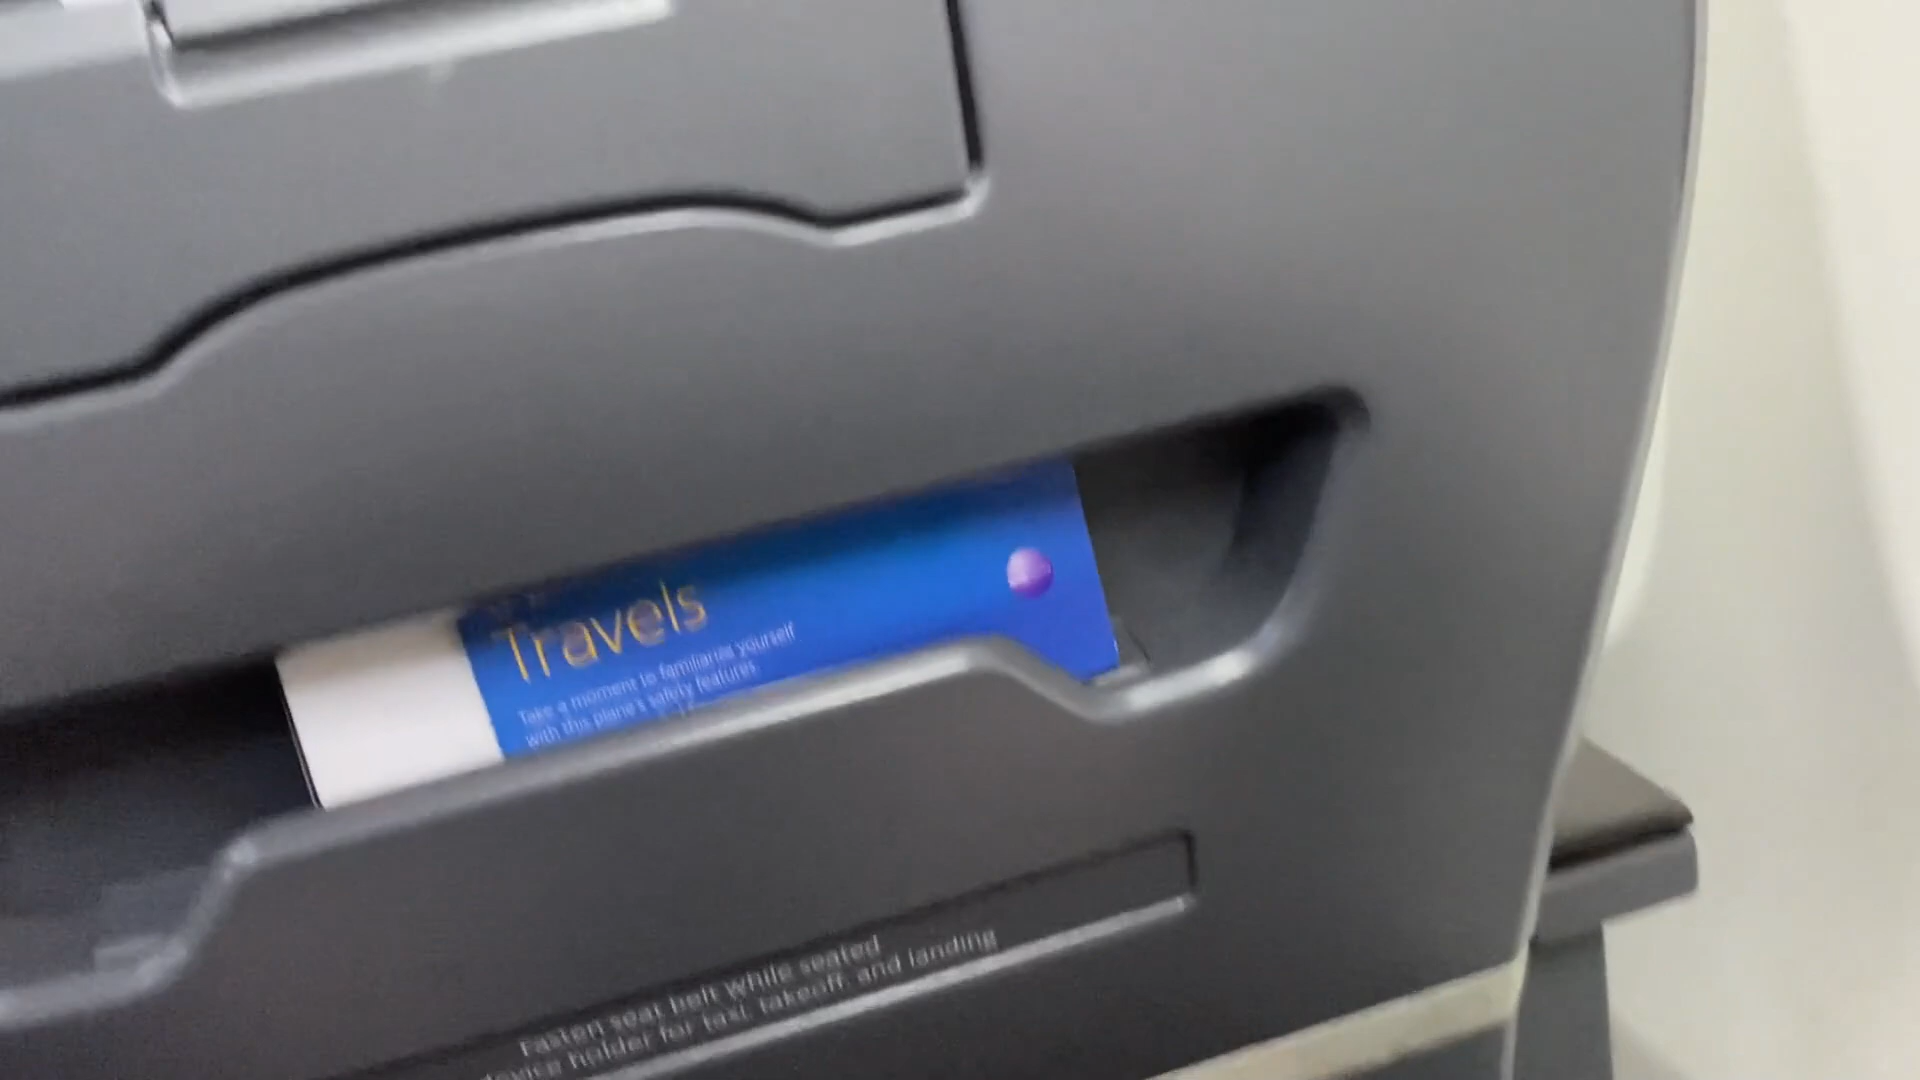 Travels
Take a moment to familiarise yourself
with this plane's safety features
Fasten seat belt while seated
device holder for taxi, takeoff, and landing